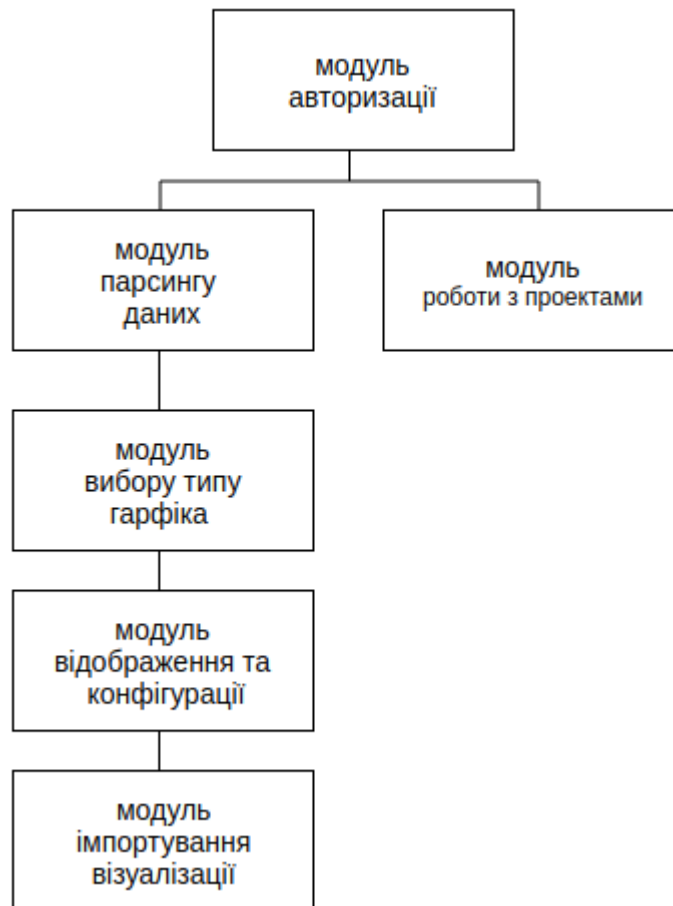 модуль
авторизації
модуль
парсингу
даних
модуль
роботи з проектами
модуль
вибору типу
гарфіка
модуль
відображення та
конфігурації
модуль
імпортування
візуалізації